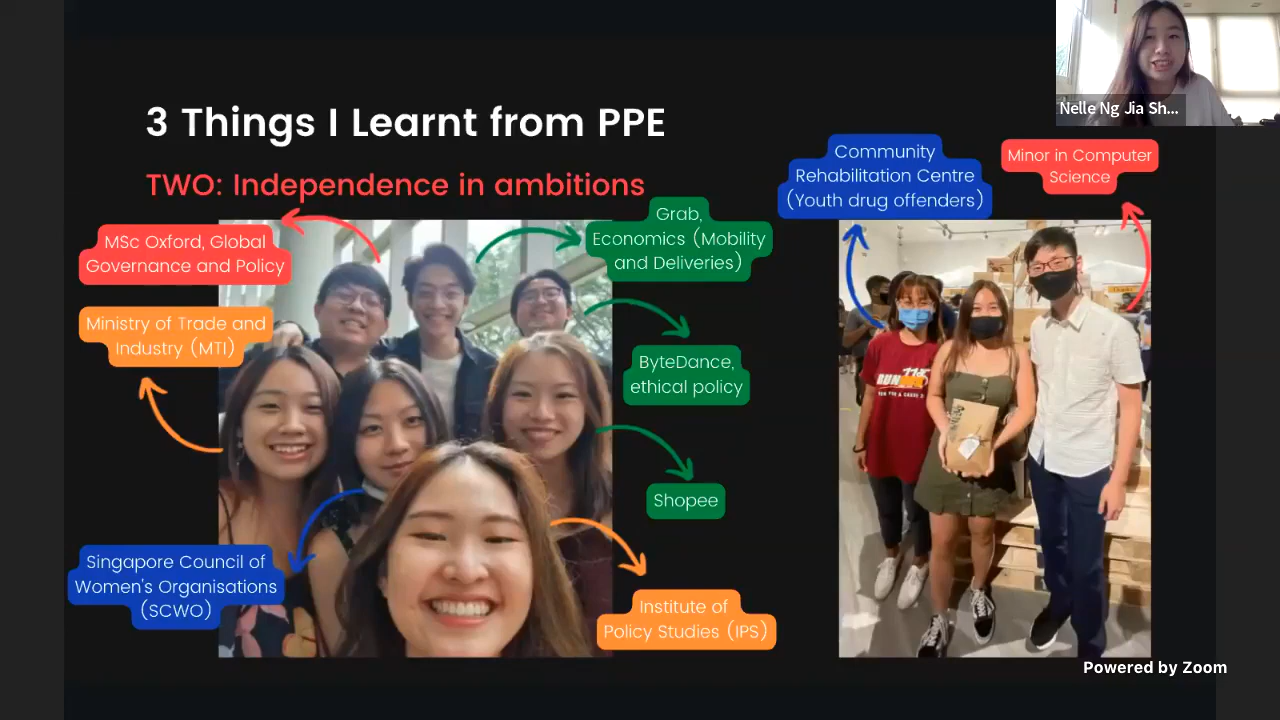 3 Things I Learnt from PPE
TWO: Independence in ambitions
Nelle Ng Jia Sh...
MSc Oxford, Global
Governance and Policy
Ministry of Trade and
Industry (MTI)
Singapore Council of
Women's Organisations
(SCWO)
Grab,
Economics (Mobility
and Deliveries)
ByteDance,
ethical policy
Shopee
Institute of
Policy Studies (IPS)
Community
Rehabilitation Centre
(Youth drug offenders)
Minor in Computer
Science
RUN
Powered by Zoom